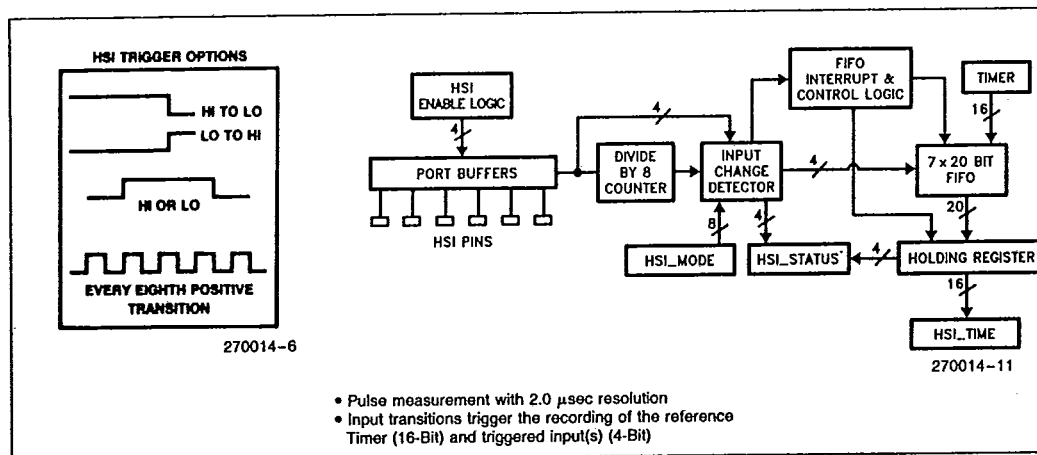 HSI TRIGGER OPTIONS
HI TO LO
LO TO HI
HI OR LO
EVERY EIGHTH POSITIVE
TRANSITION
270014-6
HSI
ENABLE LOGIC
4
PORT BUFFERS
HSI PINS
4
DIVIDE
BY 8
COUNTER
INPUT
CHANGE
DETECTOR
8
HSI_MODE
4
HSI_STATUS
FIFO
INTERRUPT &
CONTROL LOGIC
TIMER
16
4
7 x 20 BIT
FIFO
20
4
HOLDING REGISTER
16
HSI_TIME
270014-11
• Pulse measurement with 2.0 µsec resolution
• Input transitions trigger the recording of the reference
Timer (16-Bit) and triggered input(s) (4-Bit)